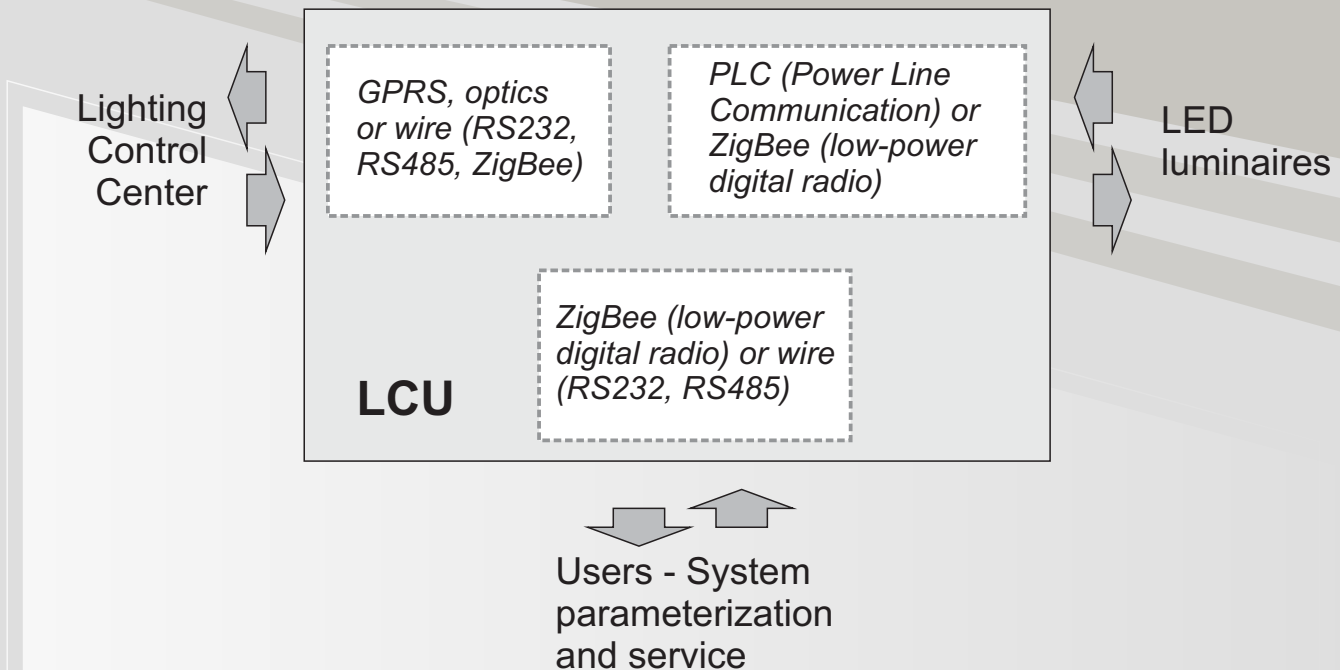 Lighting
Control
Center
GPRS, optics
or wire (RS232,
RS485, ZigBee)
PLC (Power Line
Communication) or
ZigBee (low-power
digital radio)
LED
luminaires
ZigBee (low-power
digital radio) or wire
(RS232, RS485)
LCU
Users - System
parameterization
and service